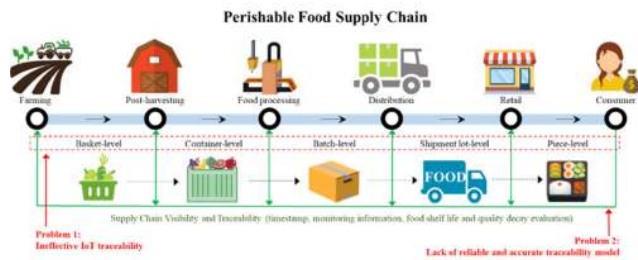 Perishable Food Supply Chain
Farming
Post-harvesting
Food processing
Distribution
Retail
Consumer
Basket-level
Container-level
Batch-level
Shipment lot-level
Piece-level
FOOD
Supply Chain Visibility and Traceability (timestamp, monitoring information, food shelf life and quality decay evaluation)
Problem 1:
Ineffective IoT traceability
Problem 2:
Lack of reliable and accurate traceability model